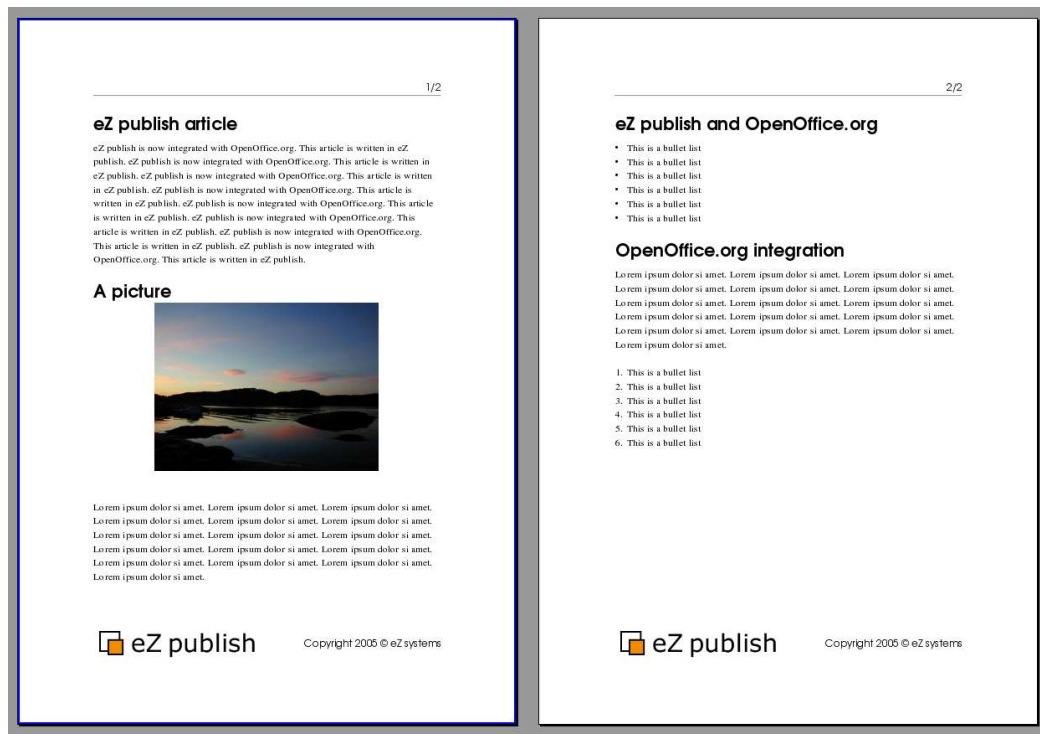 1/2
eZ publish article
eZ publish is now integrated with OpenOffice.org. This article is written in eZ
publish. eZ publish is now integrated with OpenOffice.org. This article is written in
eZ publish. eZ publish is now integrated with OpenOffice.org. This article is written
in eZ publish. eZ publish is now integrated with OpenOffice.org. This article is
written in eZ publish. eZ publish is now integrated with OpenOffice.org. This article
is written in eZ publish. eZ publish is now integrated with OpenOffice.org. This
article is written in eZ publish. eZ publish is now integrated with OpenOffice.org.
This article is written in eZ publish. eZ publish is now integrated with
OpenOffice.org. This article is written in eZ publish.
A picture
Lorem ipsum dolor si amet. Lorem ipsum dolor si amet. Lorem ipsum dolor si amet.
Lorem ipsum dolor si amet. Lorem ipsum dolor si amet. Lorem ipsum dolor si amet.
Lorem ipsum dolor si amet. Lorem ipsum dolor si amet. Lorem ipsum dolor si amet.
Lorem ipsum dolor si amet. Lorem ipsum dolor si amet. Lorem ipsum dolor si amet.
Lorem ipsum dolor si amet. Lorem ipsum dolor si amet. Lorem ipsum dolor si amet.
Lorem ipsum dolor si amet.
eZ publish Copyright 2005 © eZ systems
2/2
eZ publish and OpenOffice.org
• This is a bullet list
• This is a bullet list
• This is a bullet list
• This is a bullet list
• This is a bullet list
• This is a bullet list
OpenOffice.org integration
Lorem ipsum dolor si amet. Lorem ipsum dolor si amet. Lorem ipsum dolor si amet.
Lorem ipsum dolor si amet. Lorem ipsum dolor si amet. Lorem ipsum dolor si amet.
Lorem ipsum dolor si amet. Lorem ipsum dolor si amet. Lorem ipsum dolor si amet.
Lorem ipsum dolor si amet. Lorem ipsum dolor si amet. Lorem ipsum dolor si amet.
Lorem ipsum dolor si amet. Lorem ipsum dolor si amet. Lorem ipsum dolor si amet.
Lorem ipsum dolor si amet.
1. This is a bullet list
2. This is a bullet list
3. This is a bullet list
4. This is a bullet list
5. This is a bullet list
6. This is a bullet list
eZ publish Copyright 2005 © eZ systems